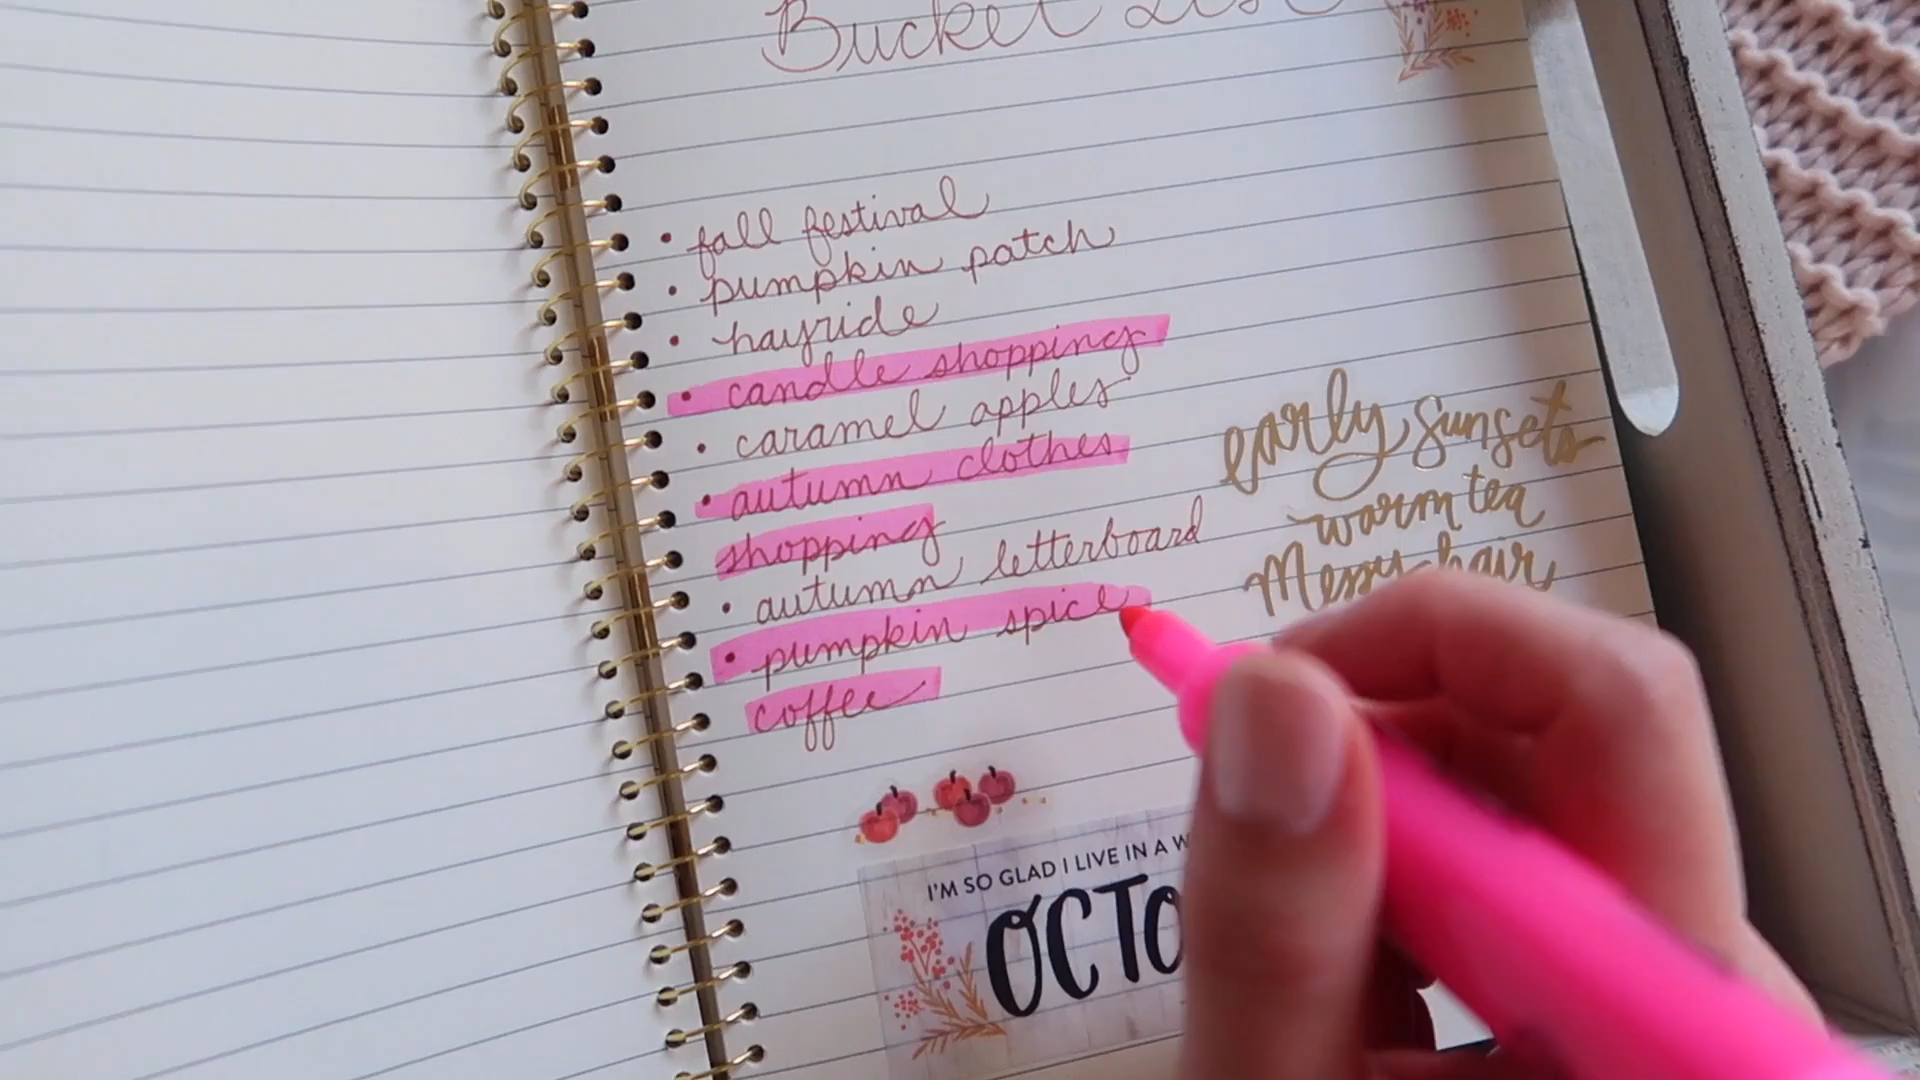 Bucket List
• fall festival
• pumpkin patch
• hayride
• candle shopping
• caramel apples
• autumn clothes
shopping
• autumn letterboard
• pumpkin spice
coffee
early sunsets
warm tea
Messy hair
I'M SO GLAD I LIVE IN A W
OCTO